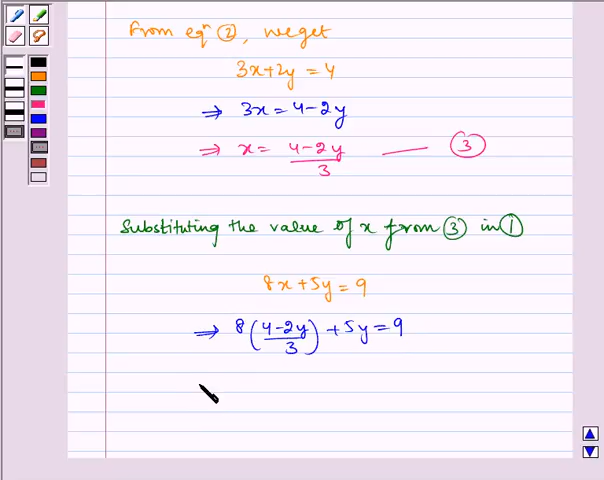 From eqn ②, we get
3x+2y = 4
⇒ 3x = 4-2y
⇒ x = (4-2y)/3 —— ③
Substituting the value of x from ③ in ①
8x+5y = 9
⇒ 8((4-2y)/3) + 5y = 9